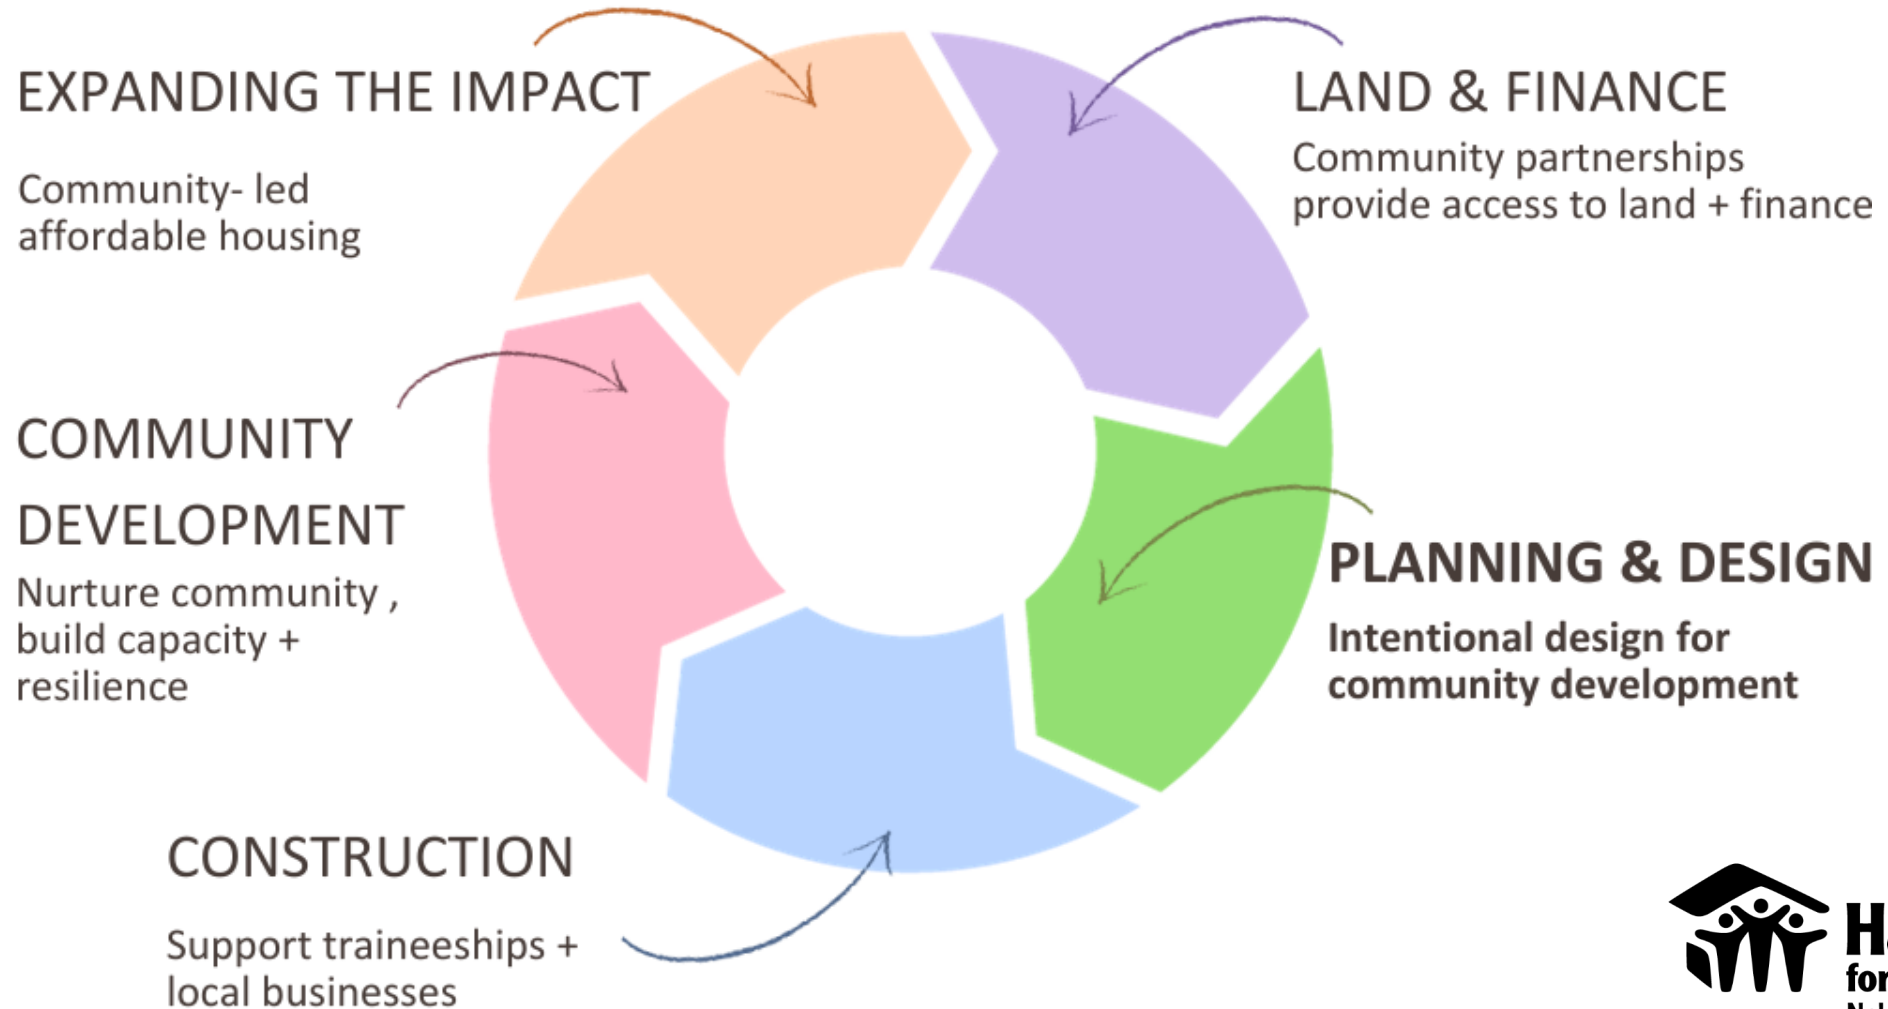 EXPANDING THE IMPACT
Community- led
affordable housing
LAND & FINANCE
Community partnerships
provide access to land + finance
COMMUNITY
DEVELOPMENT
Nurture community ,
build capacity +
resilience
PLANNING & DESIGN
Intentional design for
community development
CONSTRUCTION
Support traineeships +
local businesses
for